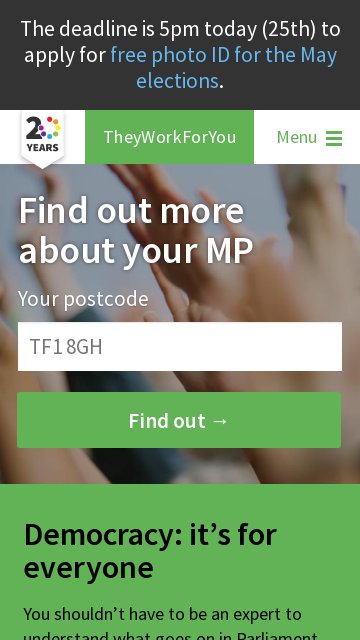 The deadline is 5pm today (25th) to
apply for free photo ID for the May
elections.
20
YEARS
TheyWorkForYou
Menu
Find out more
about your MP
Your postcode
TF1 8GH
Find out →
Democracy: it’s for
everyone
You shouldn’t have to be an expert to
understand what goes on in Parliament.